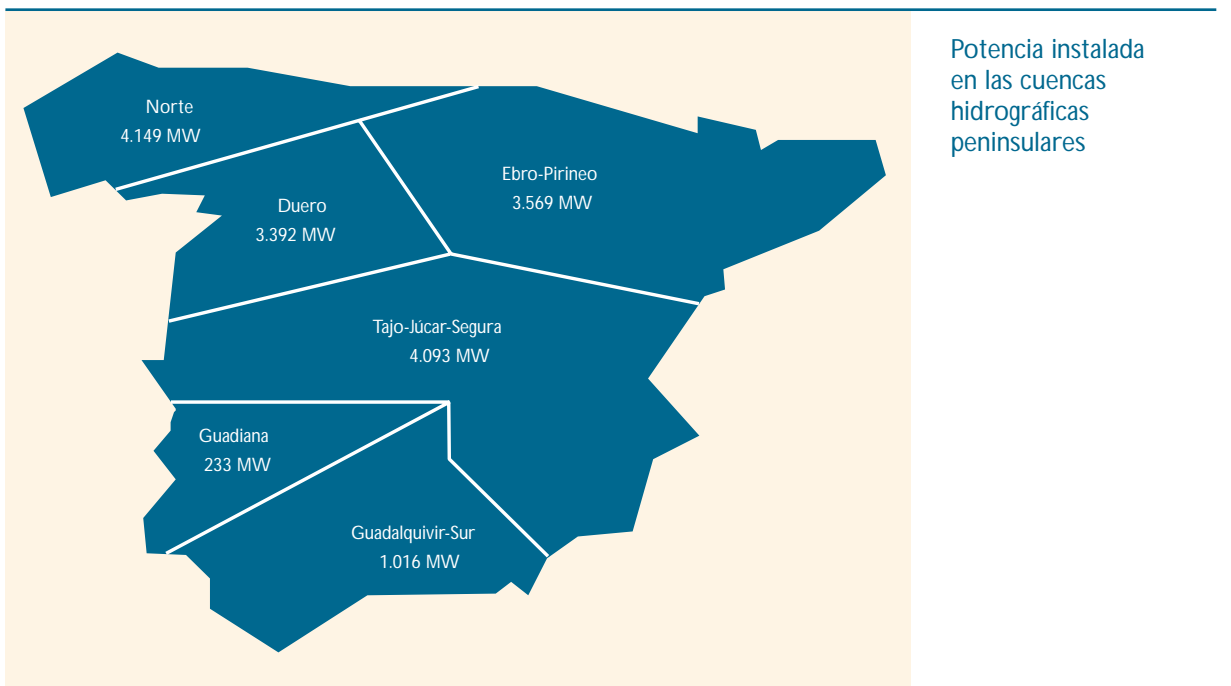 Potencia instalada
en las cuencas
hidrográficas
peninsulares
Norte
4.149 MW
Ebro-Pirineo
3.569 MW
Duero
3.392 MW
Tajo-Júcar-Segura
4.093 MW
Guadiana
233 MW
Guadalquivir-Sur
1.016 MW